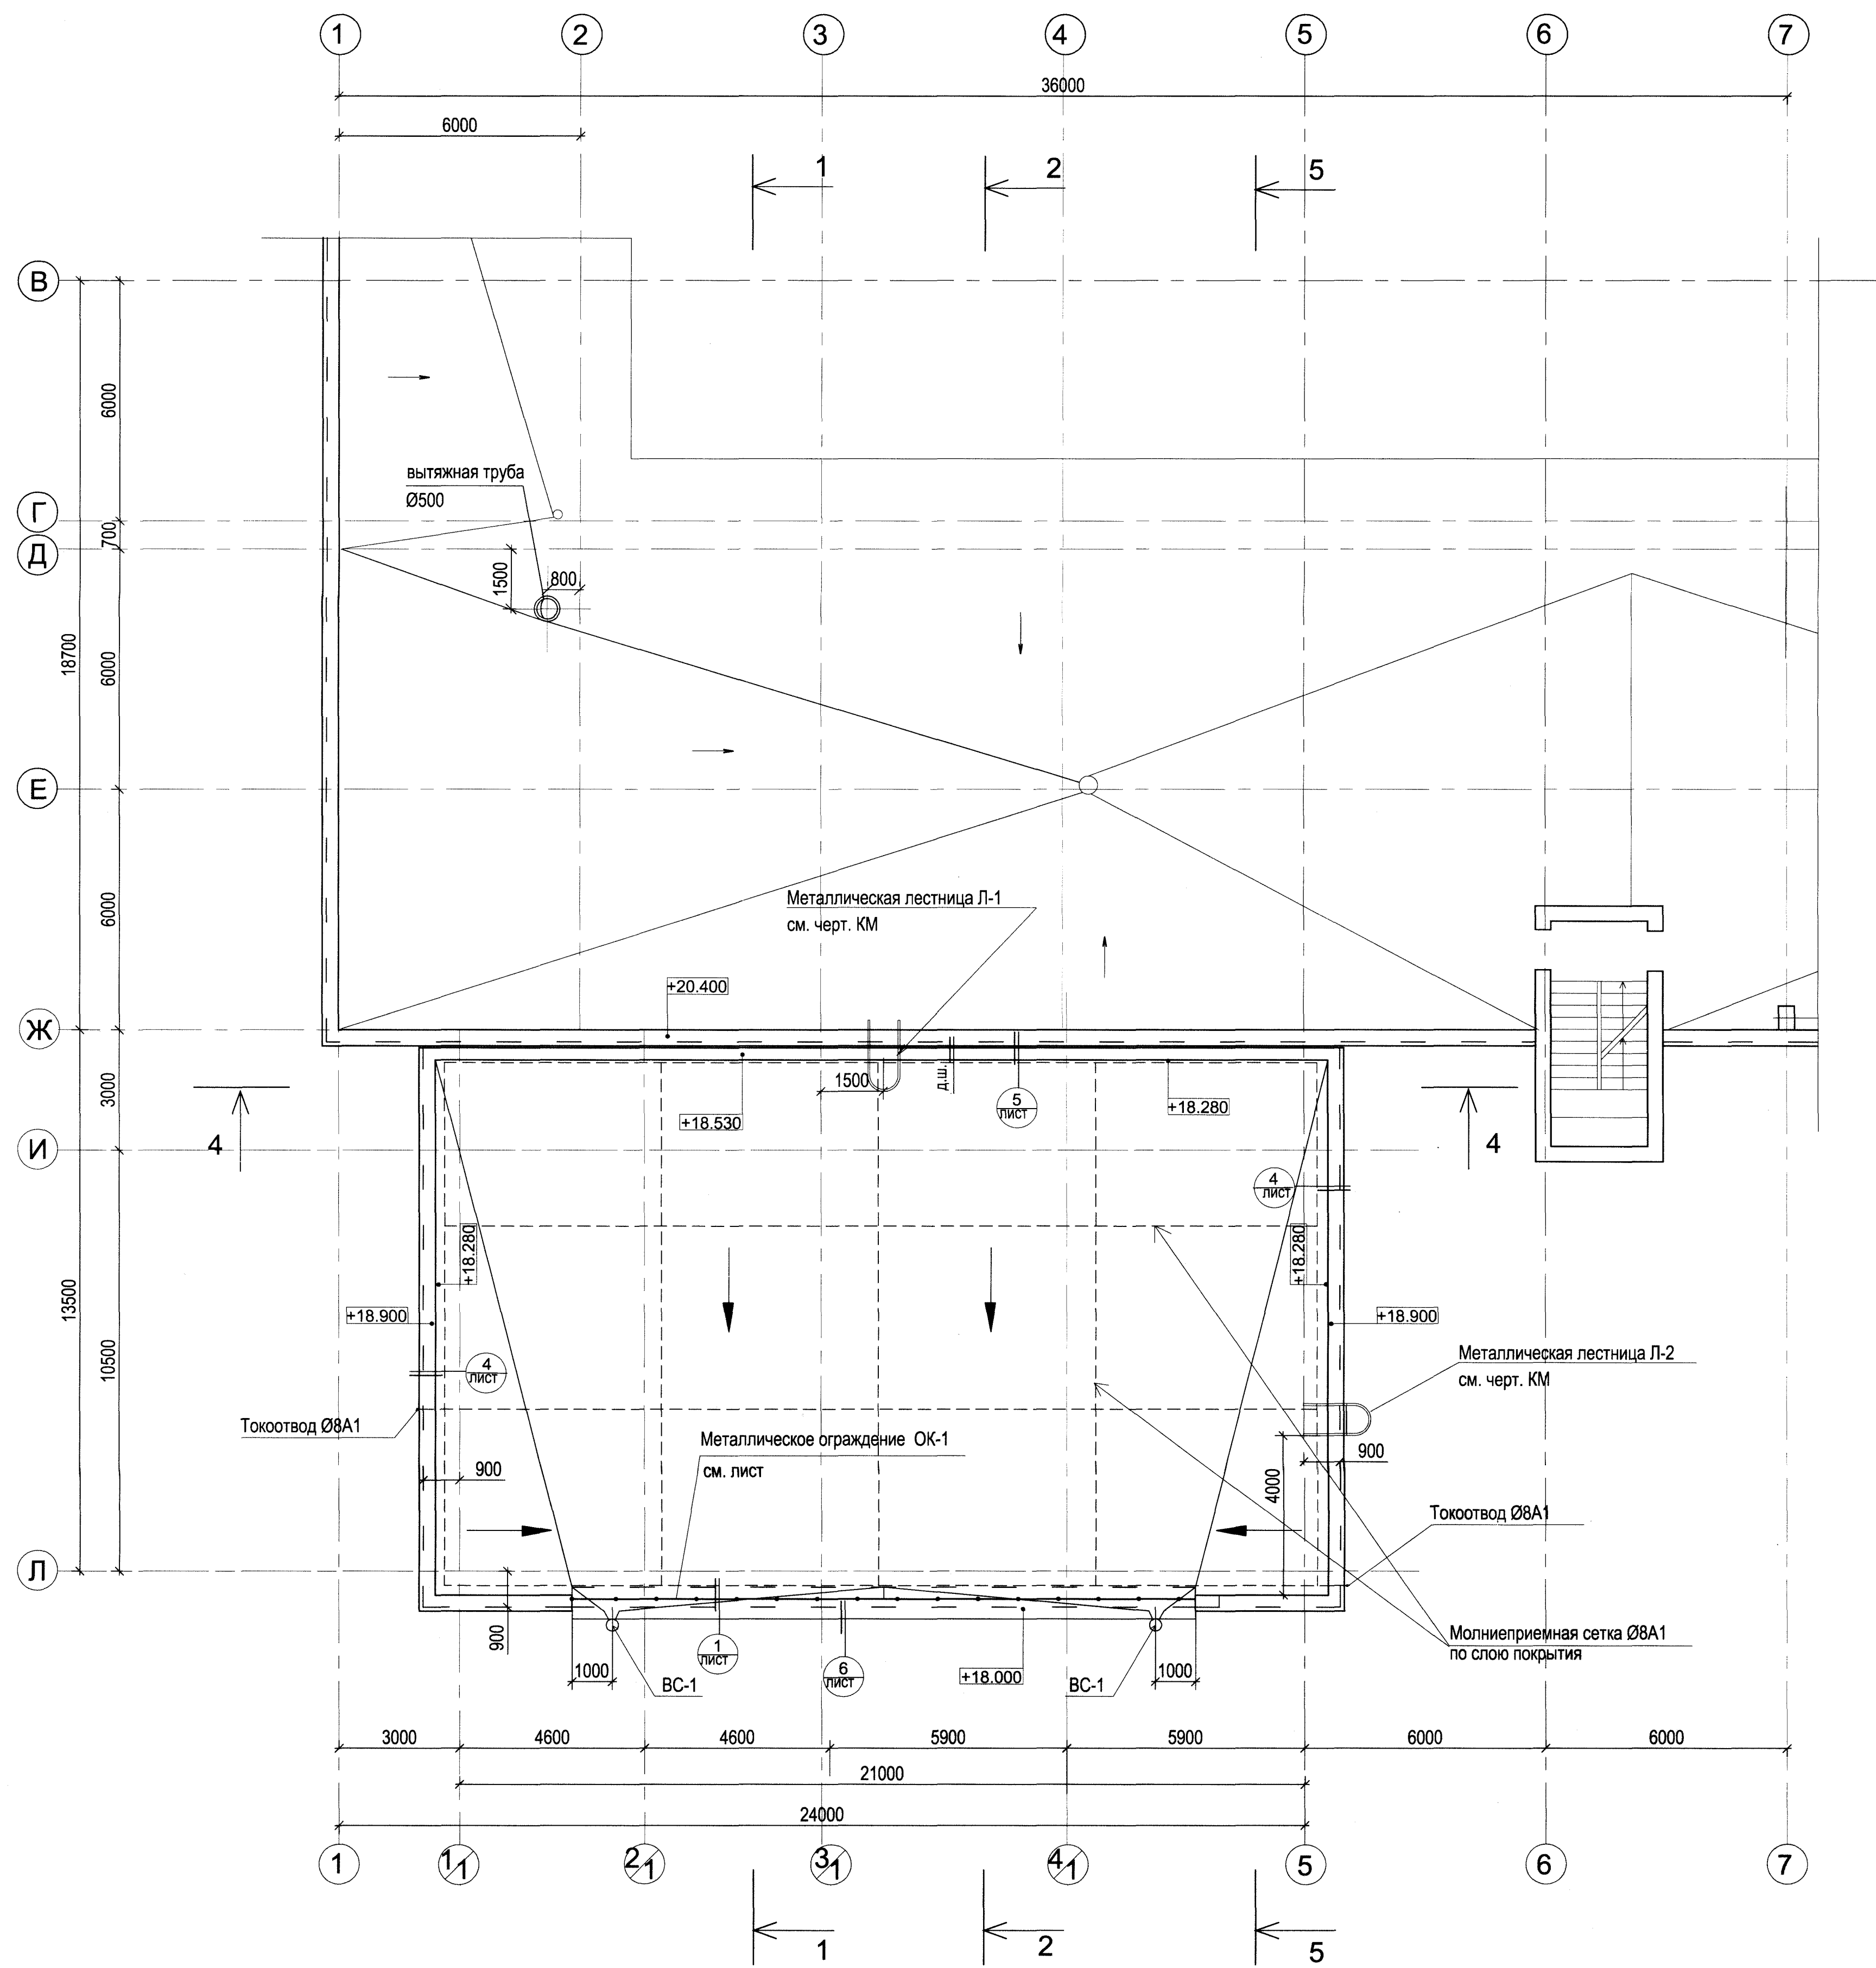 1 2 3 4 5 6 7
36000
6000
1 2 5
В
6000
вытяжная труба
Ø500
Г
700
Д
1500
800
18700
6000
Е
6000
Металлическая лестница Л-1
см. черт. КМ
+20.400
Ж
3000
1500
д.ш.
5
лист
+18.530
+18.280
4
4
И
4
лист
+18.280
+18.280
13500
+18.900
+18.900
10500
Металлическая лестница Л-2
см. черт. КМ
4
лист
Токоотвод Ø8А1
Металлическое ограждение ОК-1
см. лист
900
900
4000
Токоотвод Ø8А1
Л
900
Молниеприемная сетка Ø8А1
по слою покрытия
1
лист
6
лист
1000
ВС-1
+18.000
ВС-1
1000
3000 4600 4600 5900 5900 6000 6000
21000
24000
1 1/1 2/1 3/1 4/1 5 6 7
1 2 5